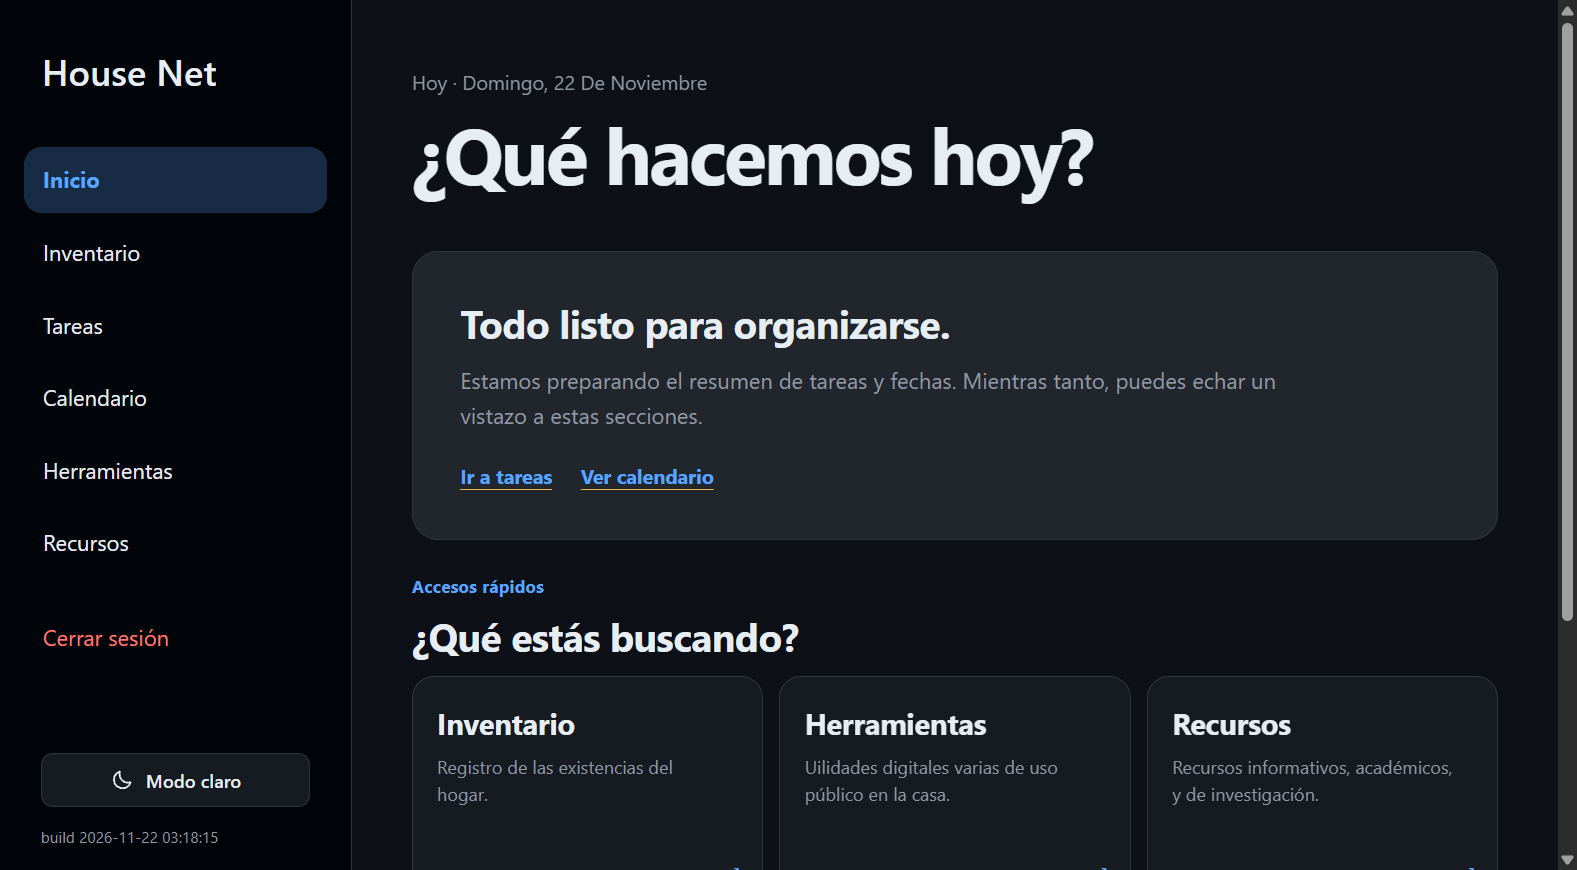 House Net
Inicio
Inventario
Tareas
Calendario
Herramientas
Recursos
Cerrar sesión
Modo claro
build 2026-11-22 03:18:15
Hoy · Domingo, 22 De Noviembre
¿Qué hacemos hoy?
Todo listo para organizarse.
Estamos preparando el resumen de tareas y fechas. Mientras tanto, puedes echar un
vistazo a estas secciones.
Ir a tareas Ver calendario
Accesos rápidos
¿Qué estás buscando?
Inventario
Registro de las existencias del
hogar.
Herramientas
Uilidades digitales varias de uso
público en la casa.
Recursos
Recursos informativos, académicos,
y de investigación.